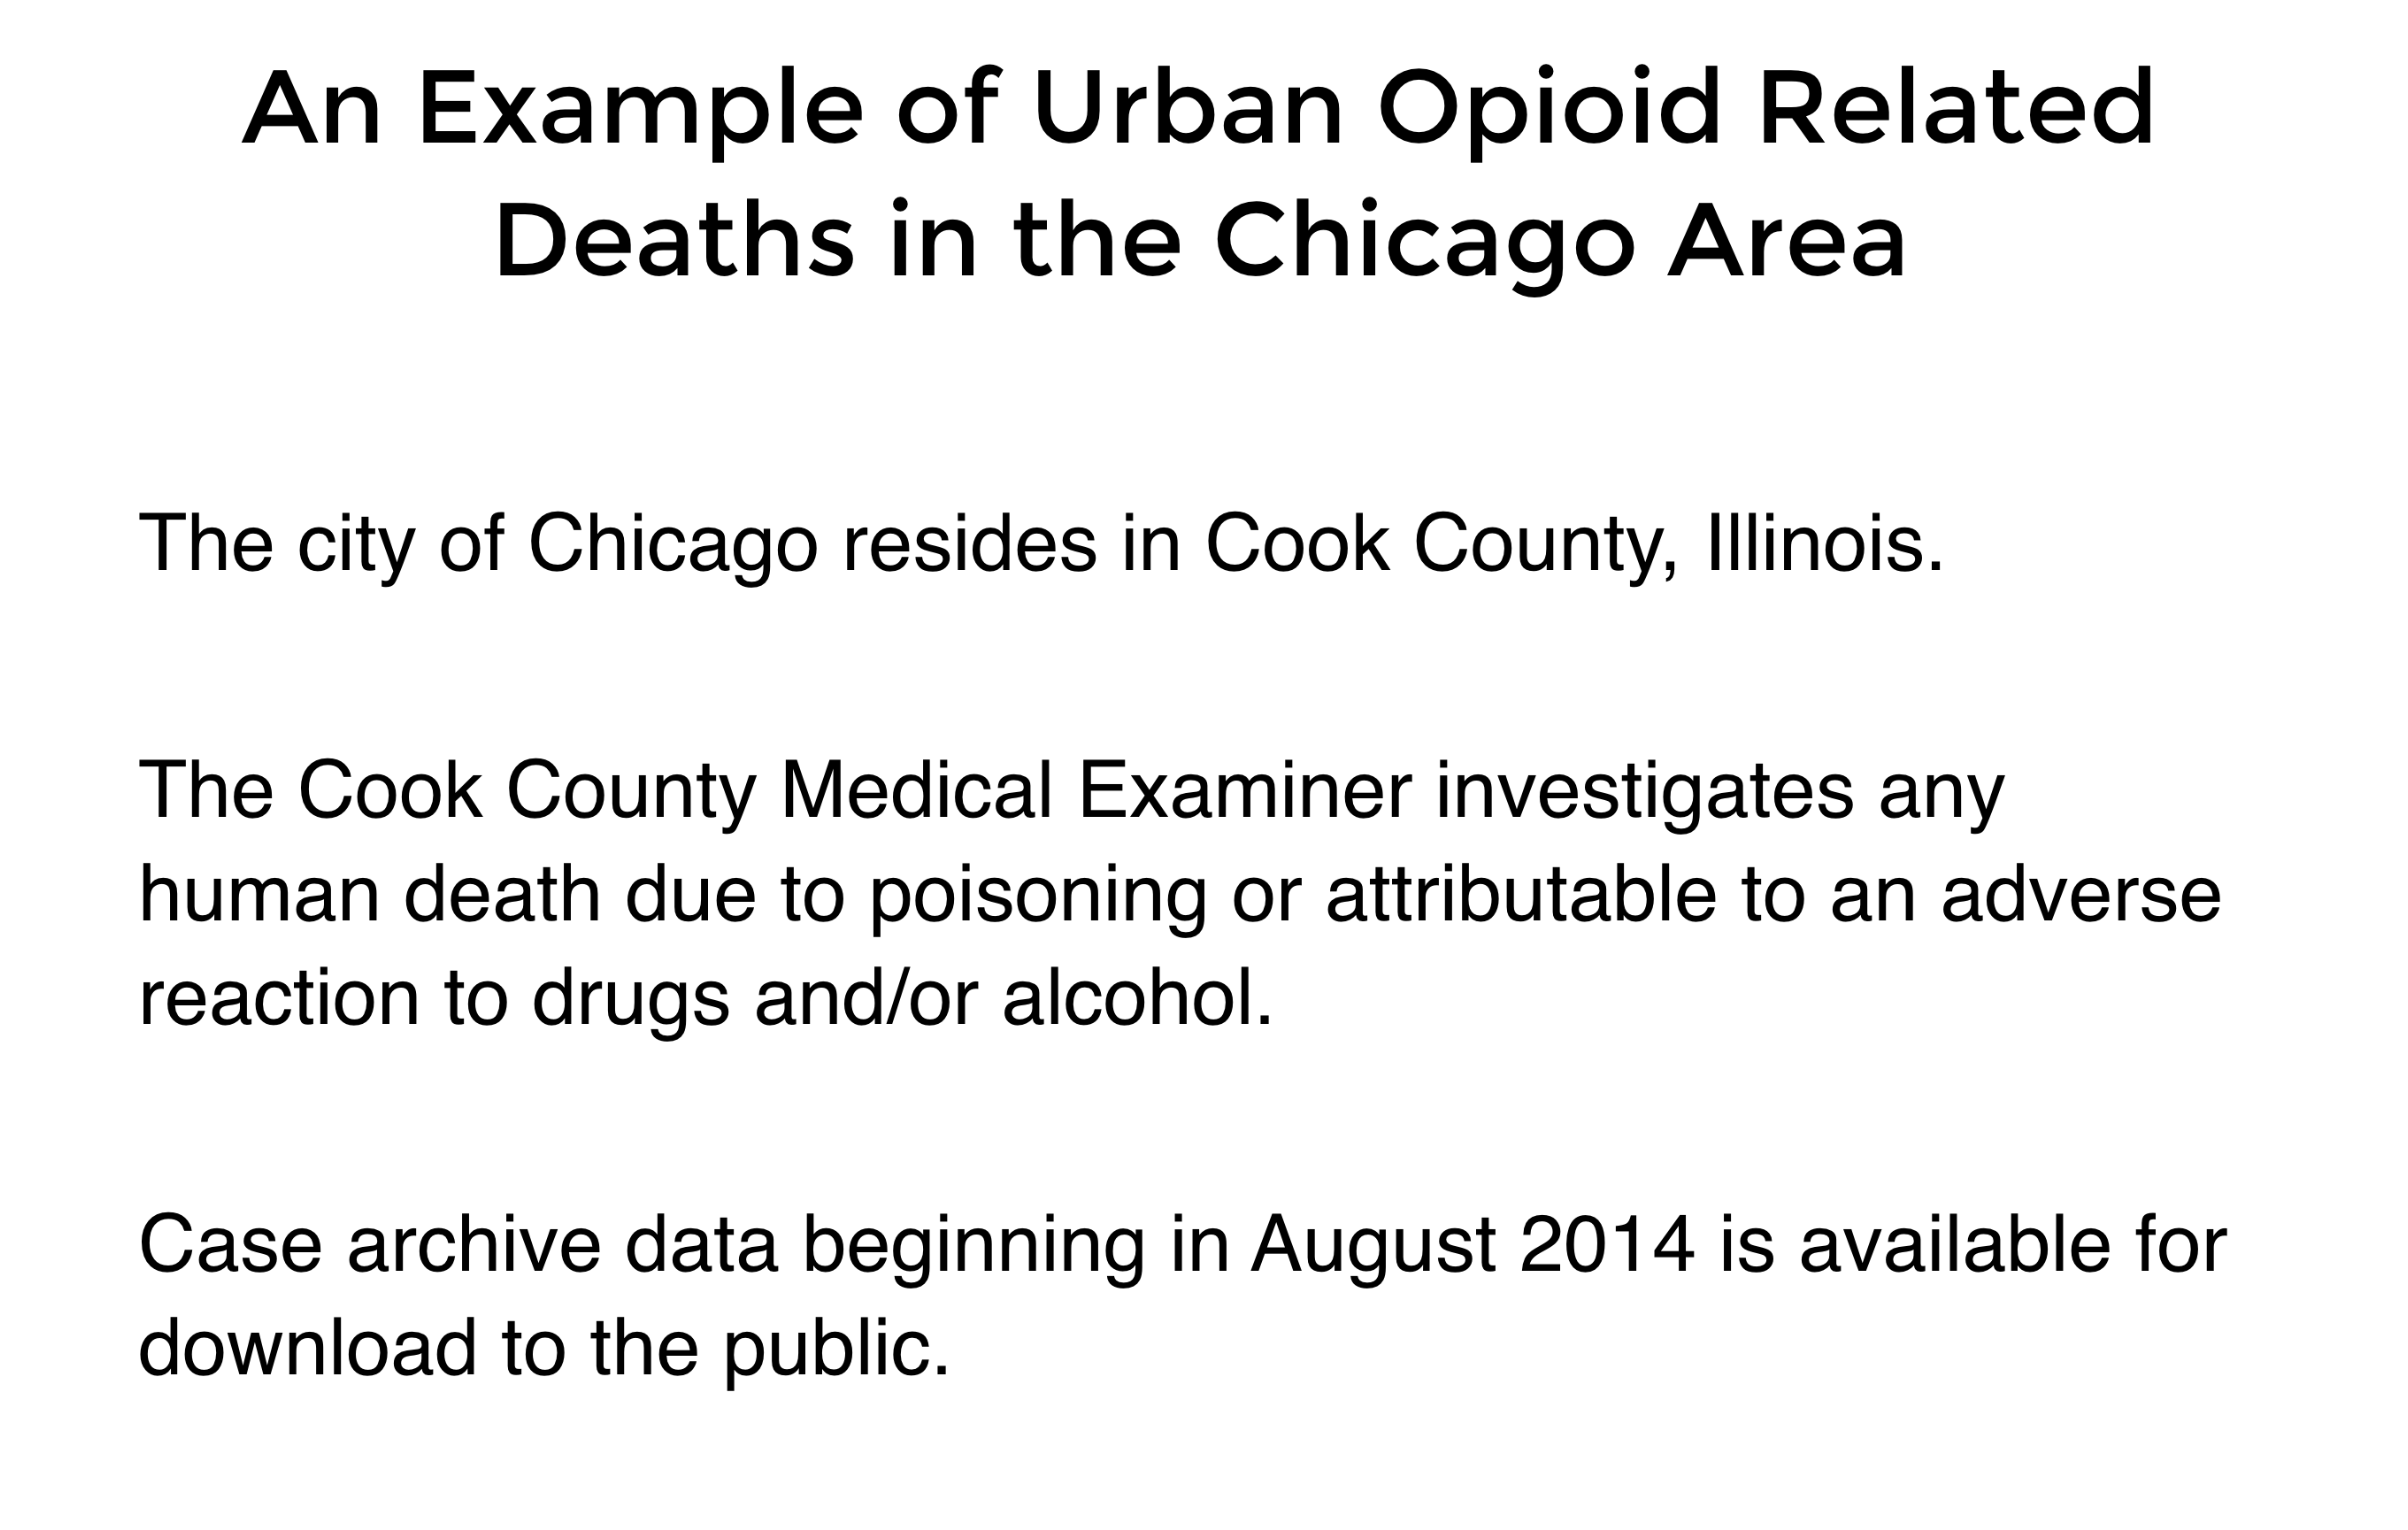 An Example of Urban Opioid Related
Deaths in the Chicago Area
The city of Chicago resides in Cook County, Illinois.
The Cook County Medical Examiner investigates any
human death due to poisoning or attributable to an adverse
reaction to drugs and/or alcohol.
Case archive data beginning in August 2014 is available for
download to the public.